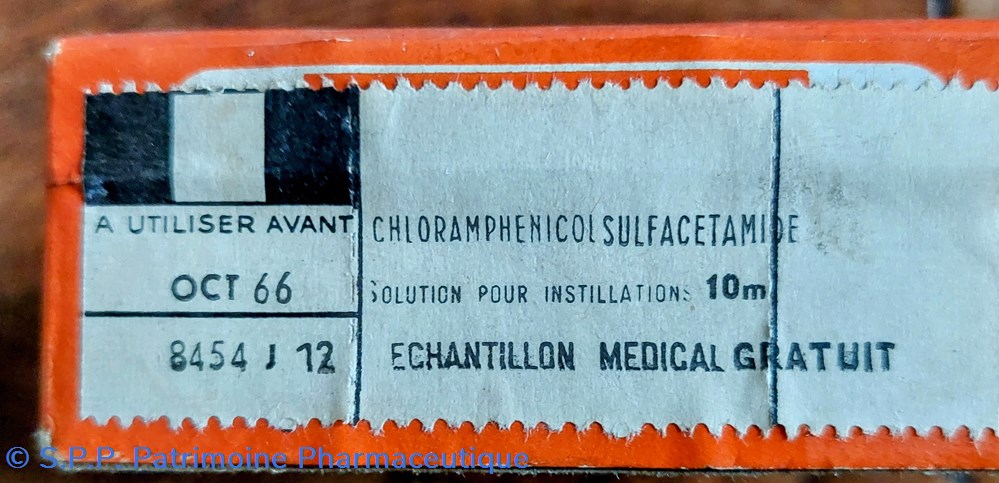 A UTILISER AVANT
OCT 66
8454 J 12
CHLORAMPHENICOL SULFACETAMIDE
SOLUTION POUR INSTILLATIONS 10m
ECHANTILLON MEDICAL GRATUIT
© S.P.P. Patrimoine Pharmaceutique